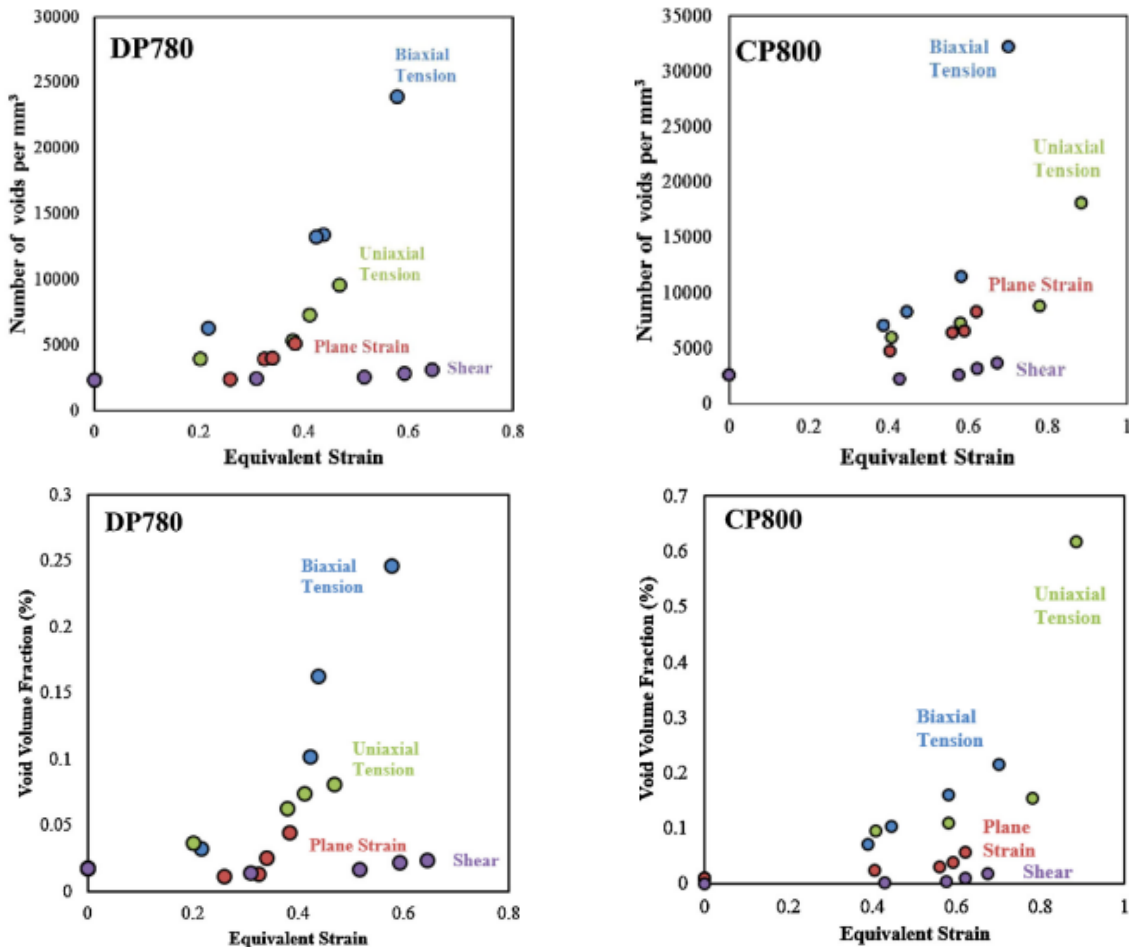 DP780
Number of voids per mm³
30000
25000
20000
15000
10000
5000
0
Biaxial
Tension
Uniaxial
Tension
Plane Strain
Shear
0 0.2 0.4 0.6 0.8
Equivalent Strain
CP800
Number of voids per mm³
35000
30000
25000
20000
15000
10000
5000
0
Biaxial
Tension
Uniaxial
Tension
Plane Strain
Shear
0 0.2 0.4 0.6 0.8 1
Equivalent Strain
DP780
Void Volume Fraction (%)
0.3
0.25
0.2
0.15
0.1
0.05
0
Biaxial
Tension
Uniaxial
Tension
Plane Strain
Shear
0 0.2 0.4 0.6 0.8
Equivalent Strain
CP800
Void Volume Fraction (%)
0.7
0.6
0.5
0.4
0.3
0.2
0.1
0
Uniaxial
Tension
Biaxial
Tension
Plane
Strain
Shear
0 0.2 0.4 0.6 0.8 1
Equivalent Strain